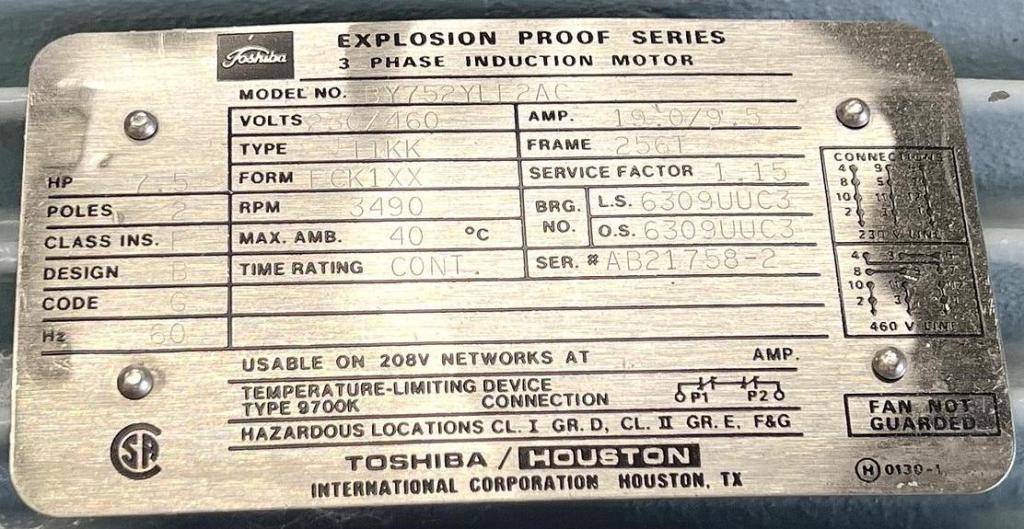 Toshiba
EXPLOSION PROOF SERIES
3 PHASE INDUCTION MOTOR
MODEL NO.
VOLTS 230/460 AMP. 19.0/9.5
TYPE FRAME 256T
HP 7.5 FORM FCK1XX SERVICE FACTOR 1.15
POLES 2 RPM 3490 BRG. NO. L.S. 6309UUC3
CLASS INS. F MAX. AMB. 40 °C O.S. 6309UUC3
DESIGN B TIME RATING CONT. SER. # AB21758-2
CODE G
Hz 60
CONNECTIONS
460 V LINE
USABLE ON 208V NETWORKS AT AMP.
TEMPERATURE-LIMITING DEVICE
TYPE 9700K CONNECTION P1 P2
HAZARDOUS LOCATIONS CL. I GR. D, CL. II GR. E, F&G
FAN NOT
GUARDED
SA
TOSHIBA / HOUSTON
INTERNATIONAL CORPORATION HOUSTON, TX
H 0130-1